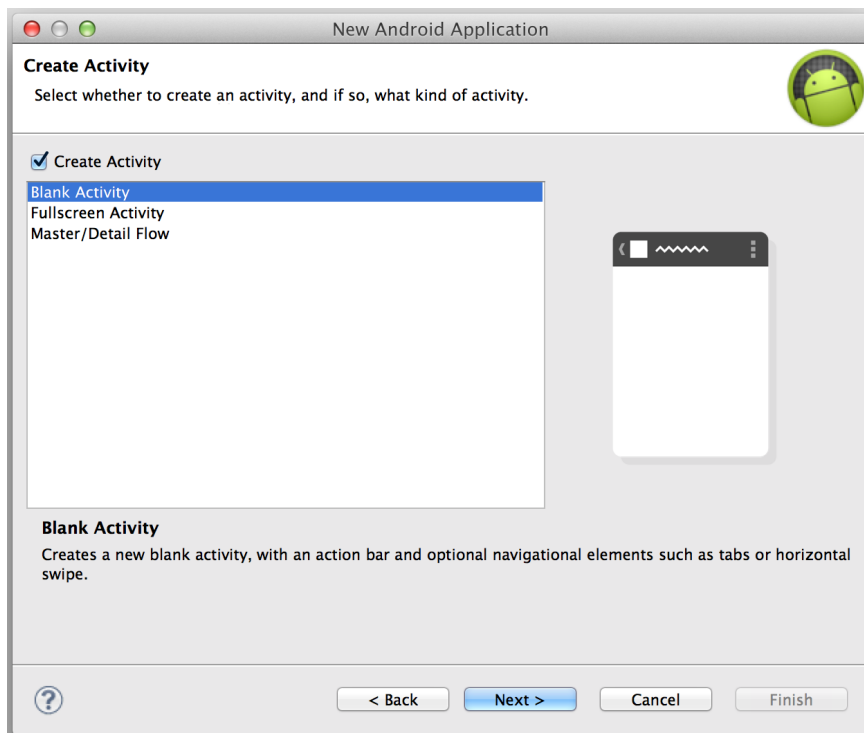 New Android Application
Create Activity
Select whether to create an activity, and if so, what kind of activity.
Create Activity
Blank Activity
Fullscreen Activity
Master/Detail Flow
Blank Activity
Creates a new blank activity, with an action bar and optional navigational elements such as tabs or horizontal
swipe.
? < Back Next > Cancel Finish